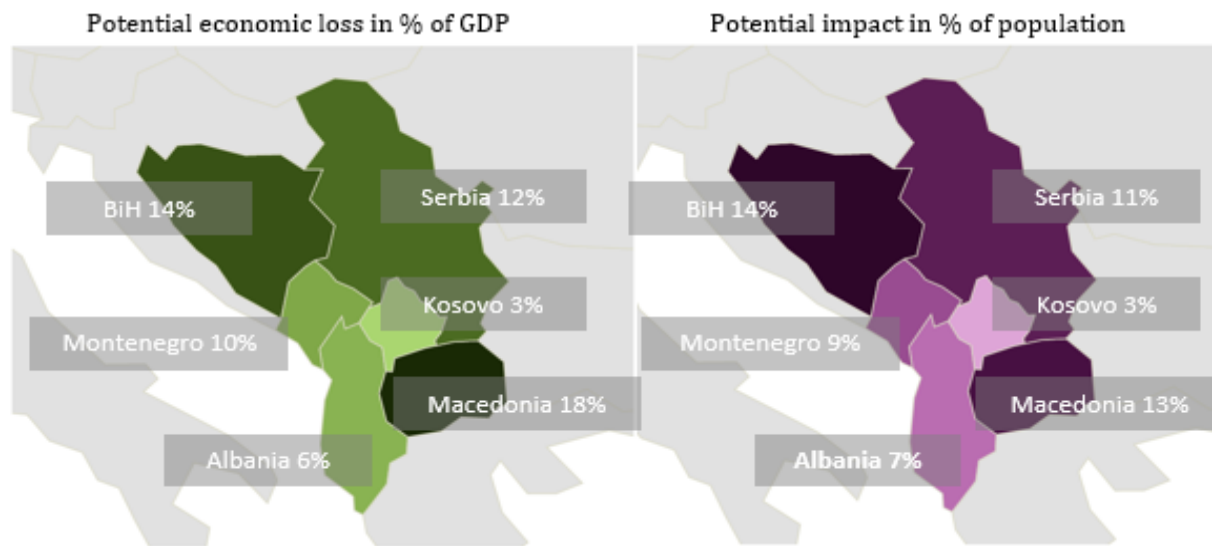 Potential economic loss in % of GDP
BiH 14%
Serbia 12%
Kosovo 3%
Montenegro 10%
Macedonia 18%
Albania 6%
Potential impact in % of population
BiH 14%
Serbia 11%
Kosovo 3%
Montenegro 9%
Macedonia 13%
Albania 7%